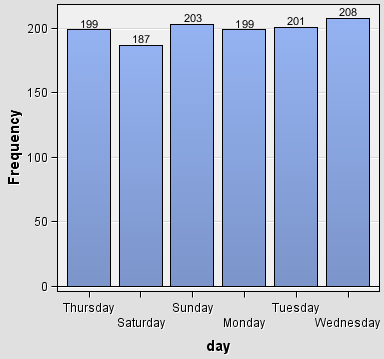 208
203
201
199
199
187
200
150
100
50
0
Frequency
Thursday
Sunday
Tuesday
Saturday
Monday
Wednesday
day